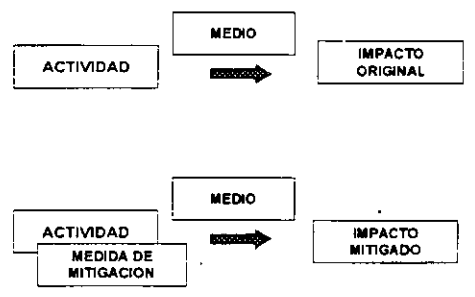 MEDIO
ACTIVIDAD
IMPACTO
ORIGINAL
MEDIO
ACTIVIDAD
MEDIDA DE
MITIGACION
IMPACTO
MITIGADO